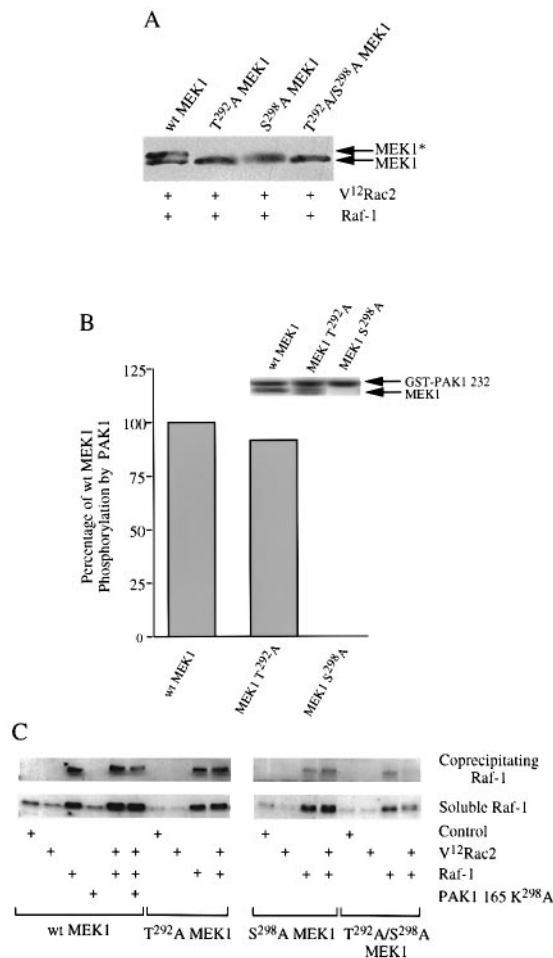 A
wt MEK1
T²⁹²A MEK1
S²⁹⁸A MEK1
T²⁹²A/S²⁹⁸A MEK1
MEK1*
MEK1
+ + + + V¹²Rac2
+ + + + Raf-1
B
wt MEK1
MEK1 T²⁹²A
MEK1 S²⁹⁸A
GST-PAK1 232
MEK1
125
100
75
50
25
0
Percentage of wt MEK1
Phosphorylation by PAK1
wt MEK1
MEK1 T²⁹²A
MEK1 S²⁹⁸A
C
Coprecipitating
Raf-1
Soluble Raf-1
+ + + + Control
+ + + + + + + + + V¹²Rac2
+ + + + + + + + + Raf-1
+ + PAK1 165 K²⁹⁸A
wt MEK1
T²⁹²A MEK1
S²⁹⁸A MEK1
T²⁹²A/S²⁹⁸A
MEK1